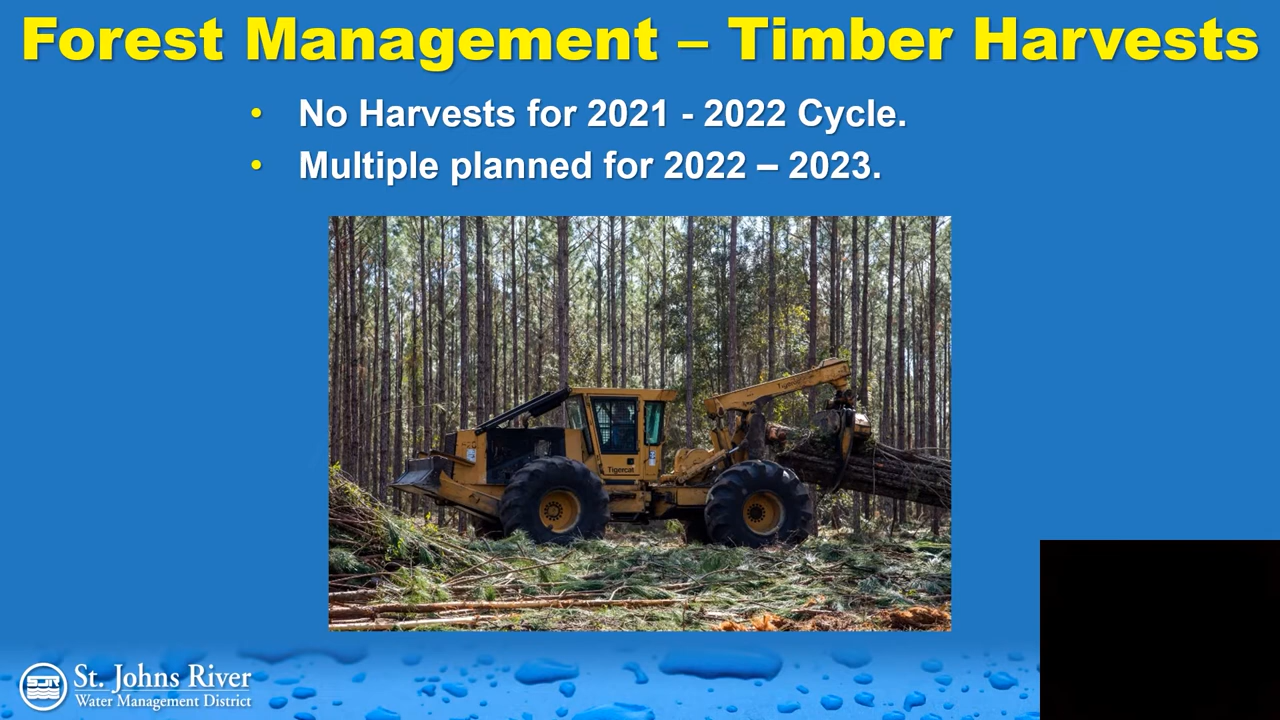 Forest Management – Timber Harvests
• No Harvests for 2021 - 2022 Cycle.
• Multiple planned for 2022 – 2023.
Tigercat
SJR
St. Johns River
Water Management District